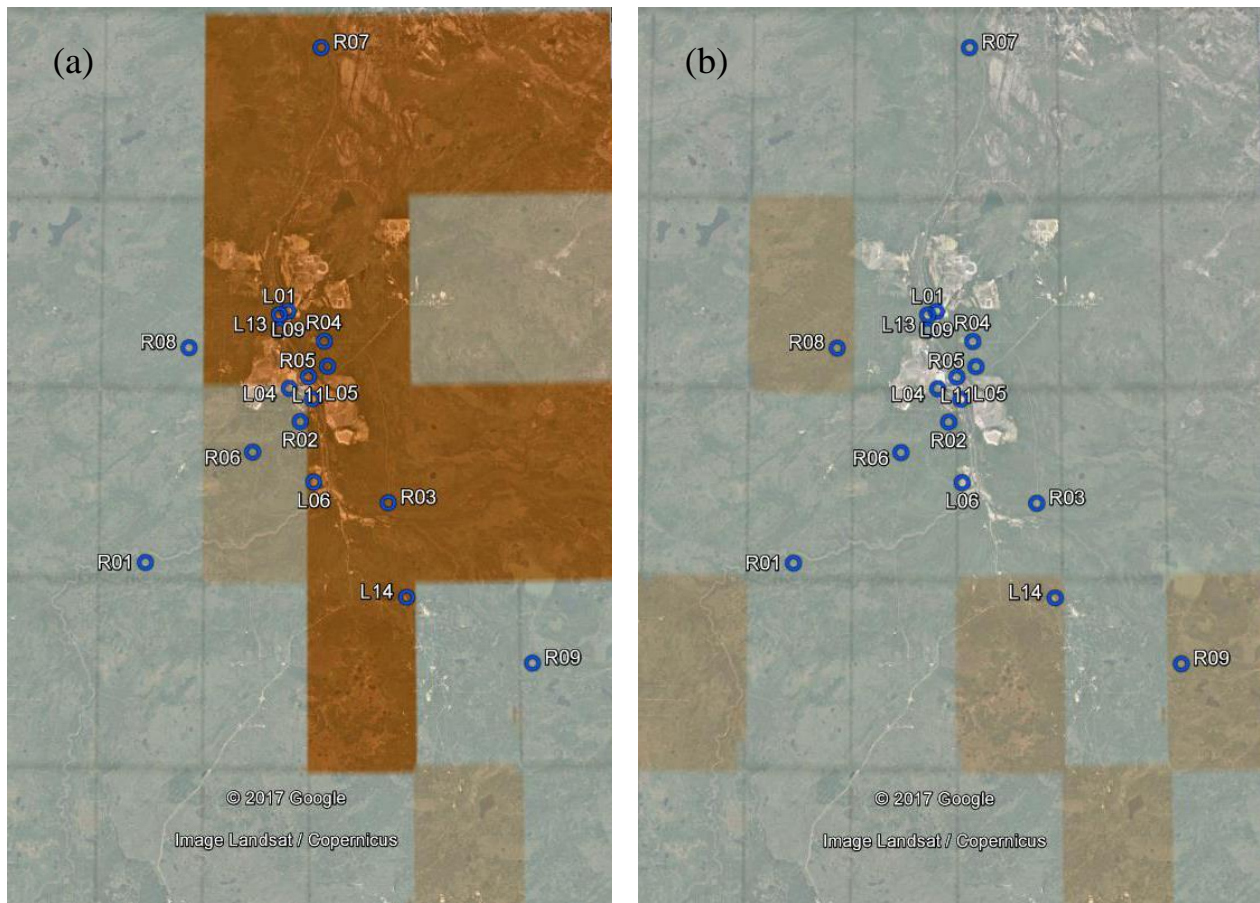 (a)
R07
L01
L13
L09
R04
R08
R05
L04
L11
L05
R02
R06
L06
R03
R01
L14
R09
© 2017 Google
Image Landsat / Copernicus
(b)
R07
L01
L13
L09
R04
R08
R05
L04
L11
L05
R02
R06
L06
R03
R01
L14
R09
© 2017 Google
Image Landsat / Copernicus